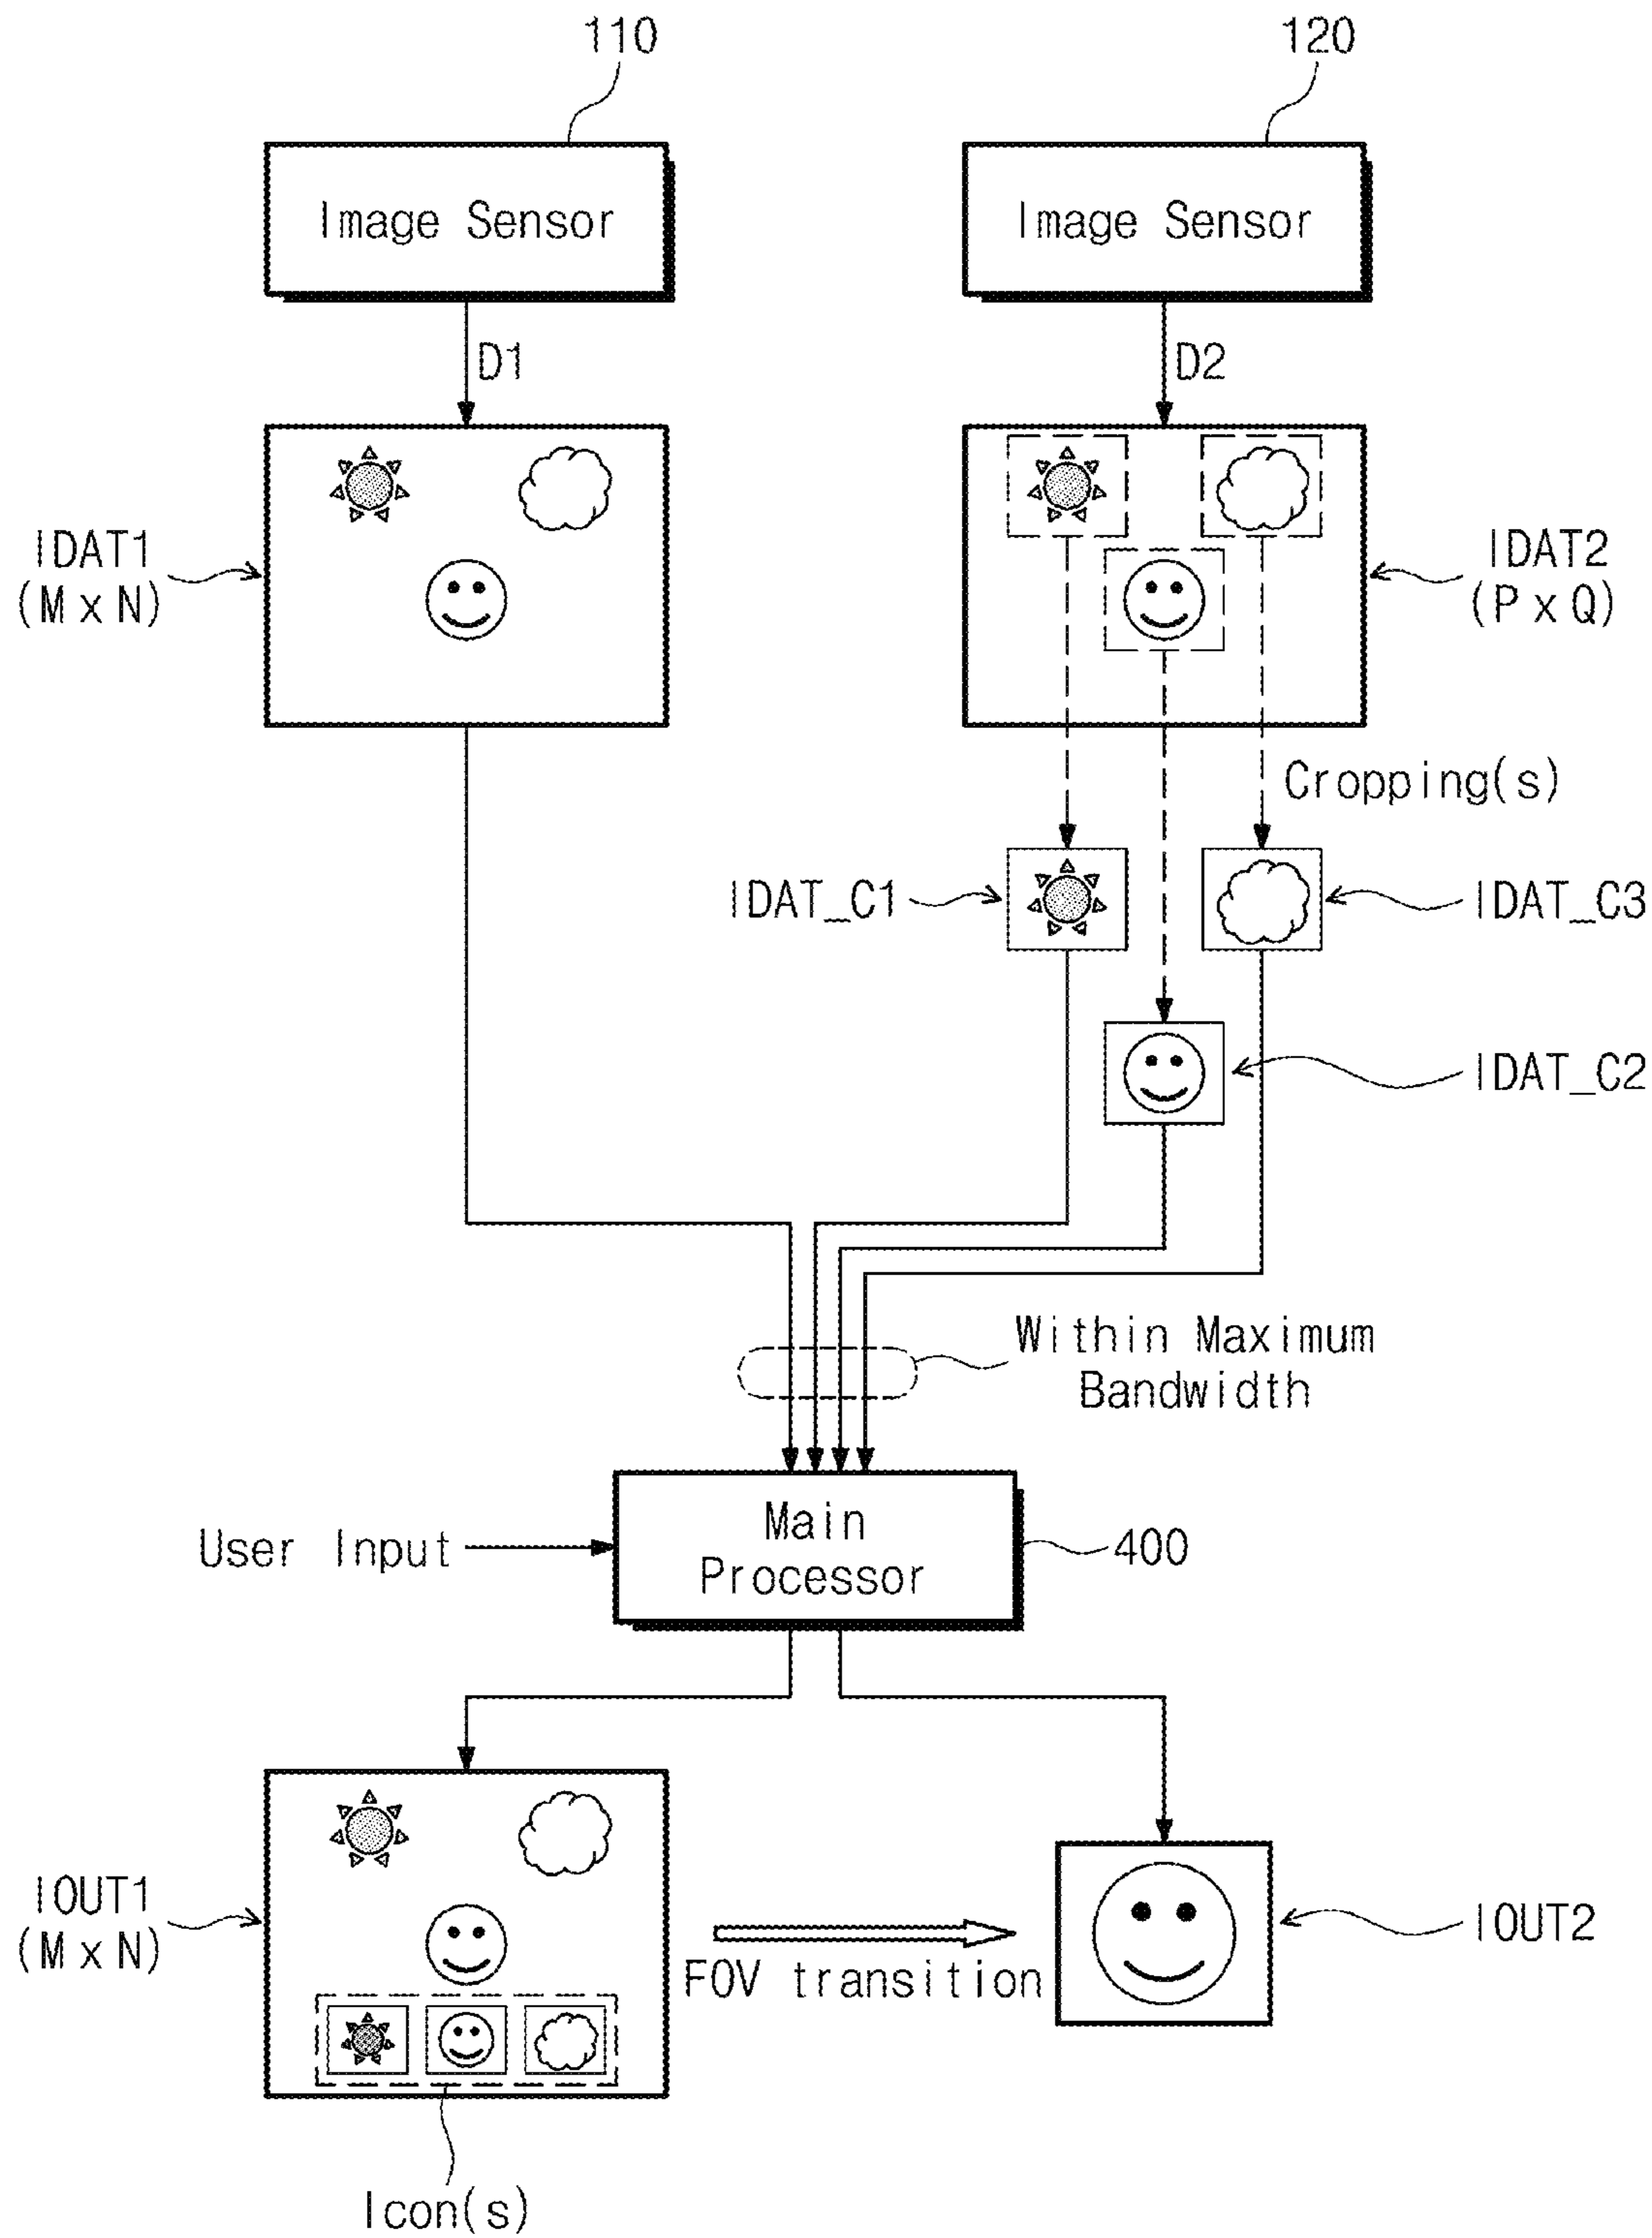 110
120
Image Sensor
Image Sensor
D1
D2
IDAT1
(M x N)
IDAT2
(P x Q)
Cropping(s)
IDAT_C1
IDAT_C3
IDAT_C2
Within Maximum
Bandwidth
Main
Processor
User Input
400
IOUT1
(M x N)
FOV transition
IOUT2
Icon(s)